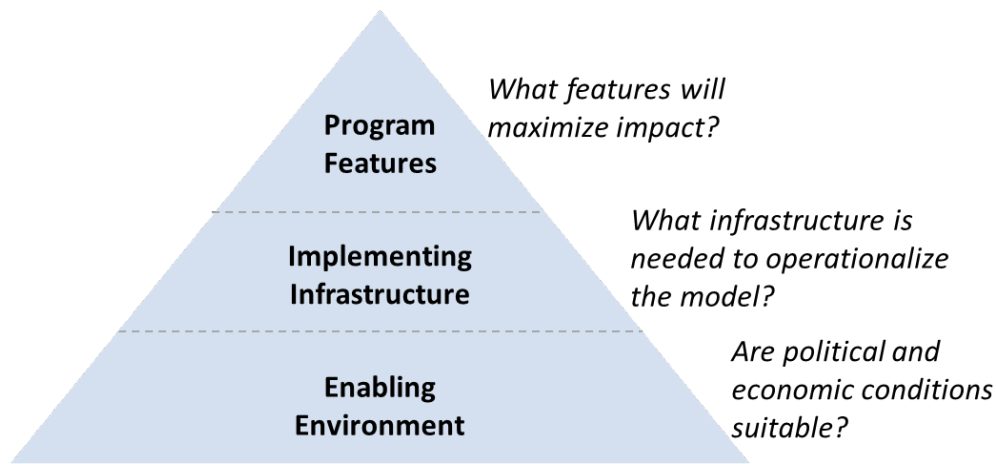 Program
Features
What features will
maximize impact?
Implementing
Infrastructure
What infrastructure is
needed to operationalize
the model?
Enabling
Environment
Are political and
economic conditions
suitable?